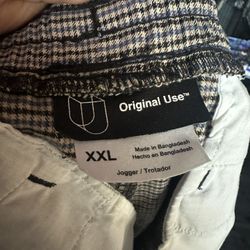 Original Use™
XXL
Made in Bangladesh
Hecho en Bangladesh
Jogger / Trotador